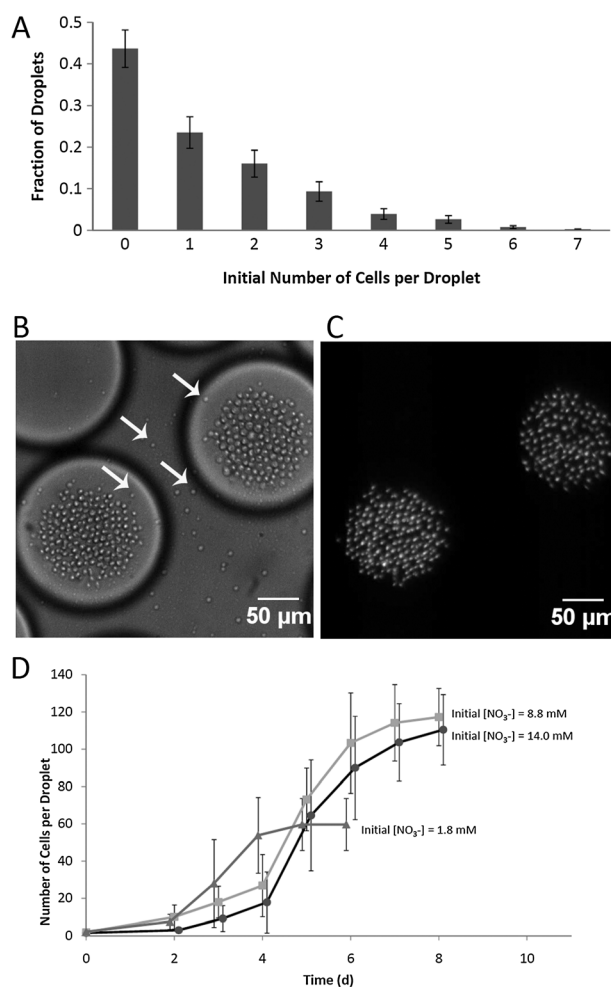 A
Fraction of Droplets
0.5
0.4
0.3
0.2
0.1
0
0 1 2 3 4 5 6 7
Initial Number of Cells per Droplet
B
50 µm
C
50 µm
D
Number of Cells per Droplet
140
120
100
80
60
40
20
0
0 2 4 6 8 10
Time (d)
Initial [NO₃-] = 8.8 mM
Initial [NO₃-] = 14.0 mM
Initial [NO₃-] = 1.8 mM